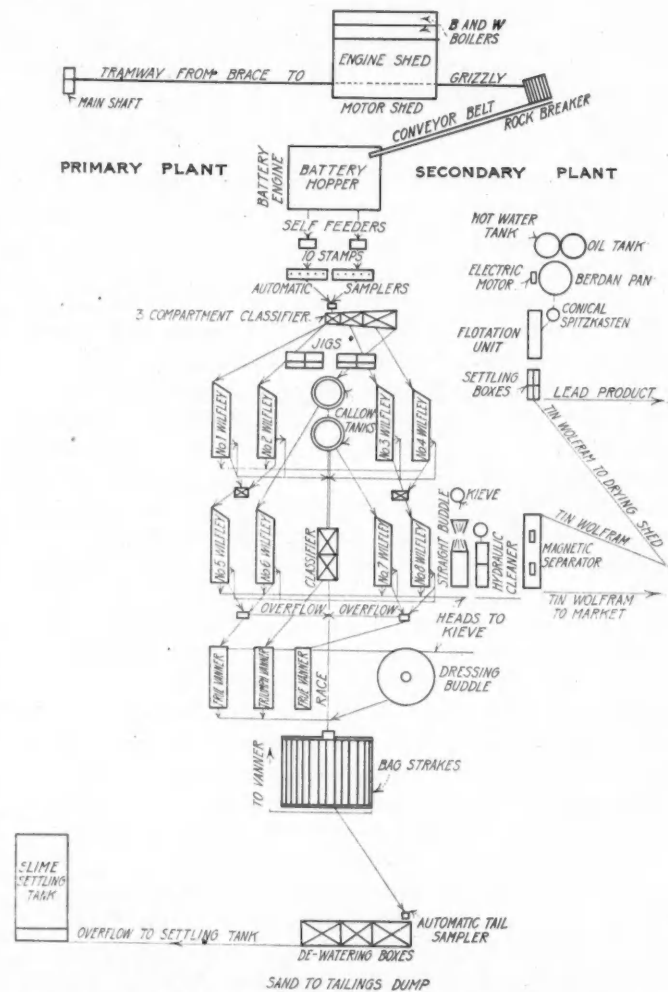 B AND W
BOILERS
ENGINE SHED
TRAMWAY FROM BRACE TO
GRIZZLY
MAIN SHAFT
MOTOR SHED
ROCK BREAKER
CONVEYOR BELT
PRIMARY PLANT
BATTERY
ENGINE
BATTERY
HOPPER
SECONDARY PLANT
SELF FEEDERS
HOT WATER
TANK
OIL TANK
10 STAMPS
ELECTRIC
MOTOR
BERDAN PAN
AUTOMATIC
SAMPLERS
CONICAL
SPITZKASTEN
3 COMPARTMENT CLASSIFIER
FLOTATION
UNIT
JIGS
SETTLING
BOXES
LEAD PRODUCT
No.1 WILFLEY
No.2 WILFLEY
CALLOW
TANKS
No.3 WILFLEY
No.4 WILFLEY
TIN WOLFRAM TO DRYING SHED
KIEVE
No.5 WILFLEY
No.6 WILFLEY
CLASSIFIER
No.7 WILFLEY
No.8 WILFLEY
STRAIGHT BUDDLE
HYDRAULIC
CLEANER
TIN WOLFRAM
MAGNETIC
SEPARATOR
OVERFLOW
OVERFLOW
TIN WOLFRAM
TO MARKET
HEADS TO
KIEVE
TRUE VANNER
TRIUMPH VANNER
TRUE VANNER
RACE
DRESSING
BUDDLE
TO VANNER
BAG STRAKES
SLIME
SETTLING
TANK
AUTOMATIC TAIL
SAMPLER
OVERFLOW TO SETTLING TANK
DE-WATERING BOXES
SAND TO TAILINGS DUMP